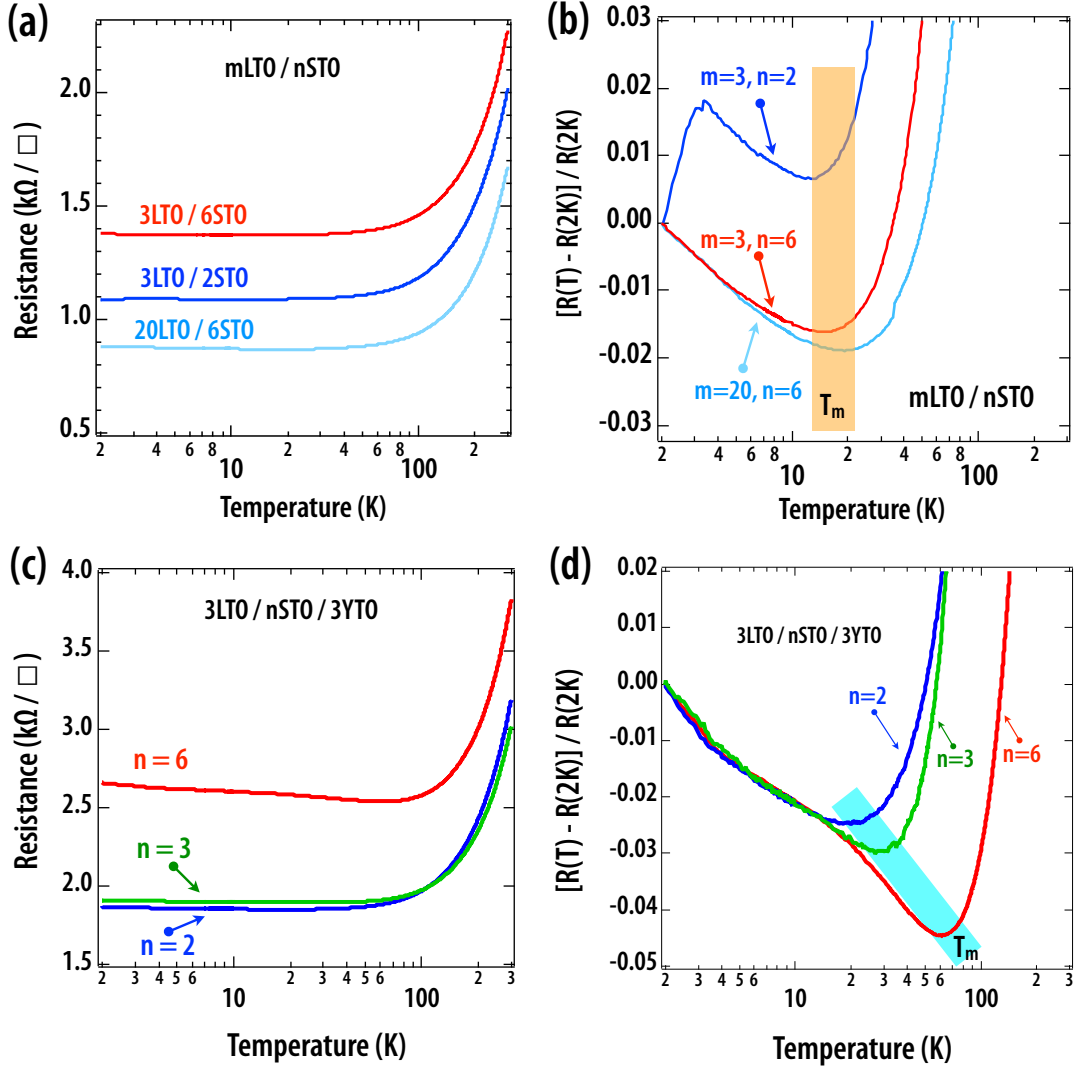 (a)
mLTO / nSTO
2.0
1.5
1.0
0.5
Resistance (kΩ / □)
3LTO / 6STO
3LTO / 2STO
20LTO / 6STO
2 4 6 8 2 4 6 8 2
10 100
Temperature (K)
(b)
0.03
0.02
0.01
0.00
-0.01
-0.02
-0.03
[R(T) - R(2K)] / R(2K)
m=3, n=2
m=3, n=6
m=20, n=6
Tm
mLTO / nSTO
2 4 6 8 2 4 6 8 2
10 100
Temperature (K)
(c)
4.0
3.5
3.0
2.5
2.0
1.5
Resistance (kΩ / □)
3LTO / nSTO / 3YTO
n = 6
n = 3
n = 2
2 3 4 5 6 2 3 4 5 6 2 3
10 100
Temperature (K)
(d)
0.02
0.01
0.00
-0.01
-0.02
-0.03
-0.04
-0.05
[R(T) - R(2K)] / R(2K)
3LTO / nSTO / 3YTO
n=2
n=3
n=6
Tm
2 3 4 5 6 2 3 4 5 6 2 3
10 100
Temperature (K)